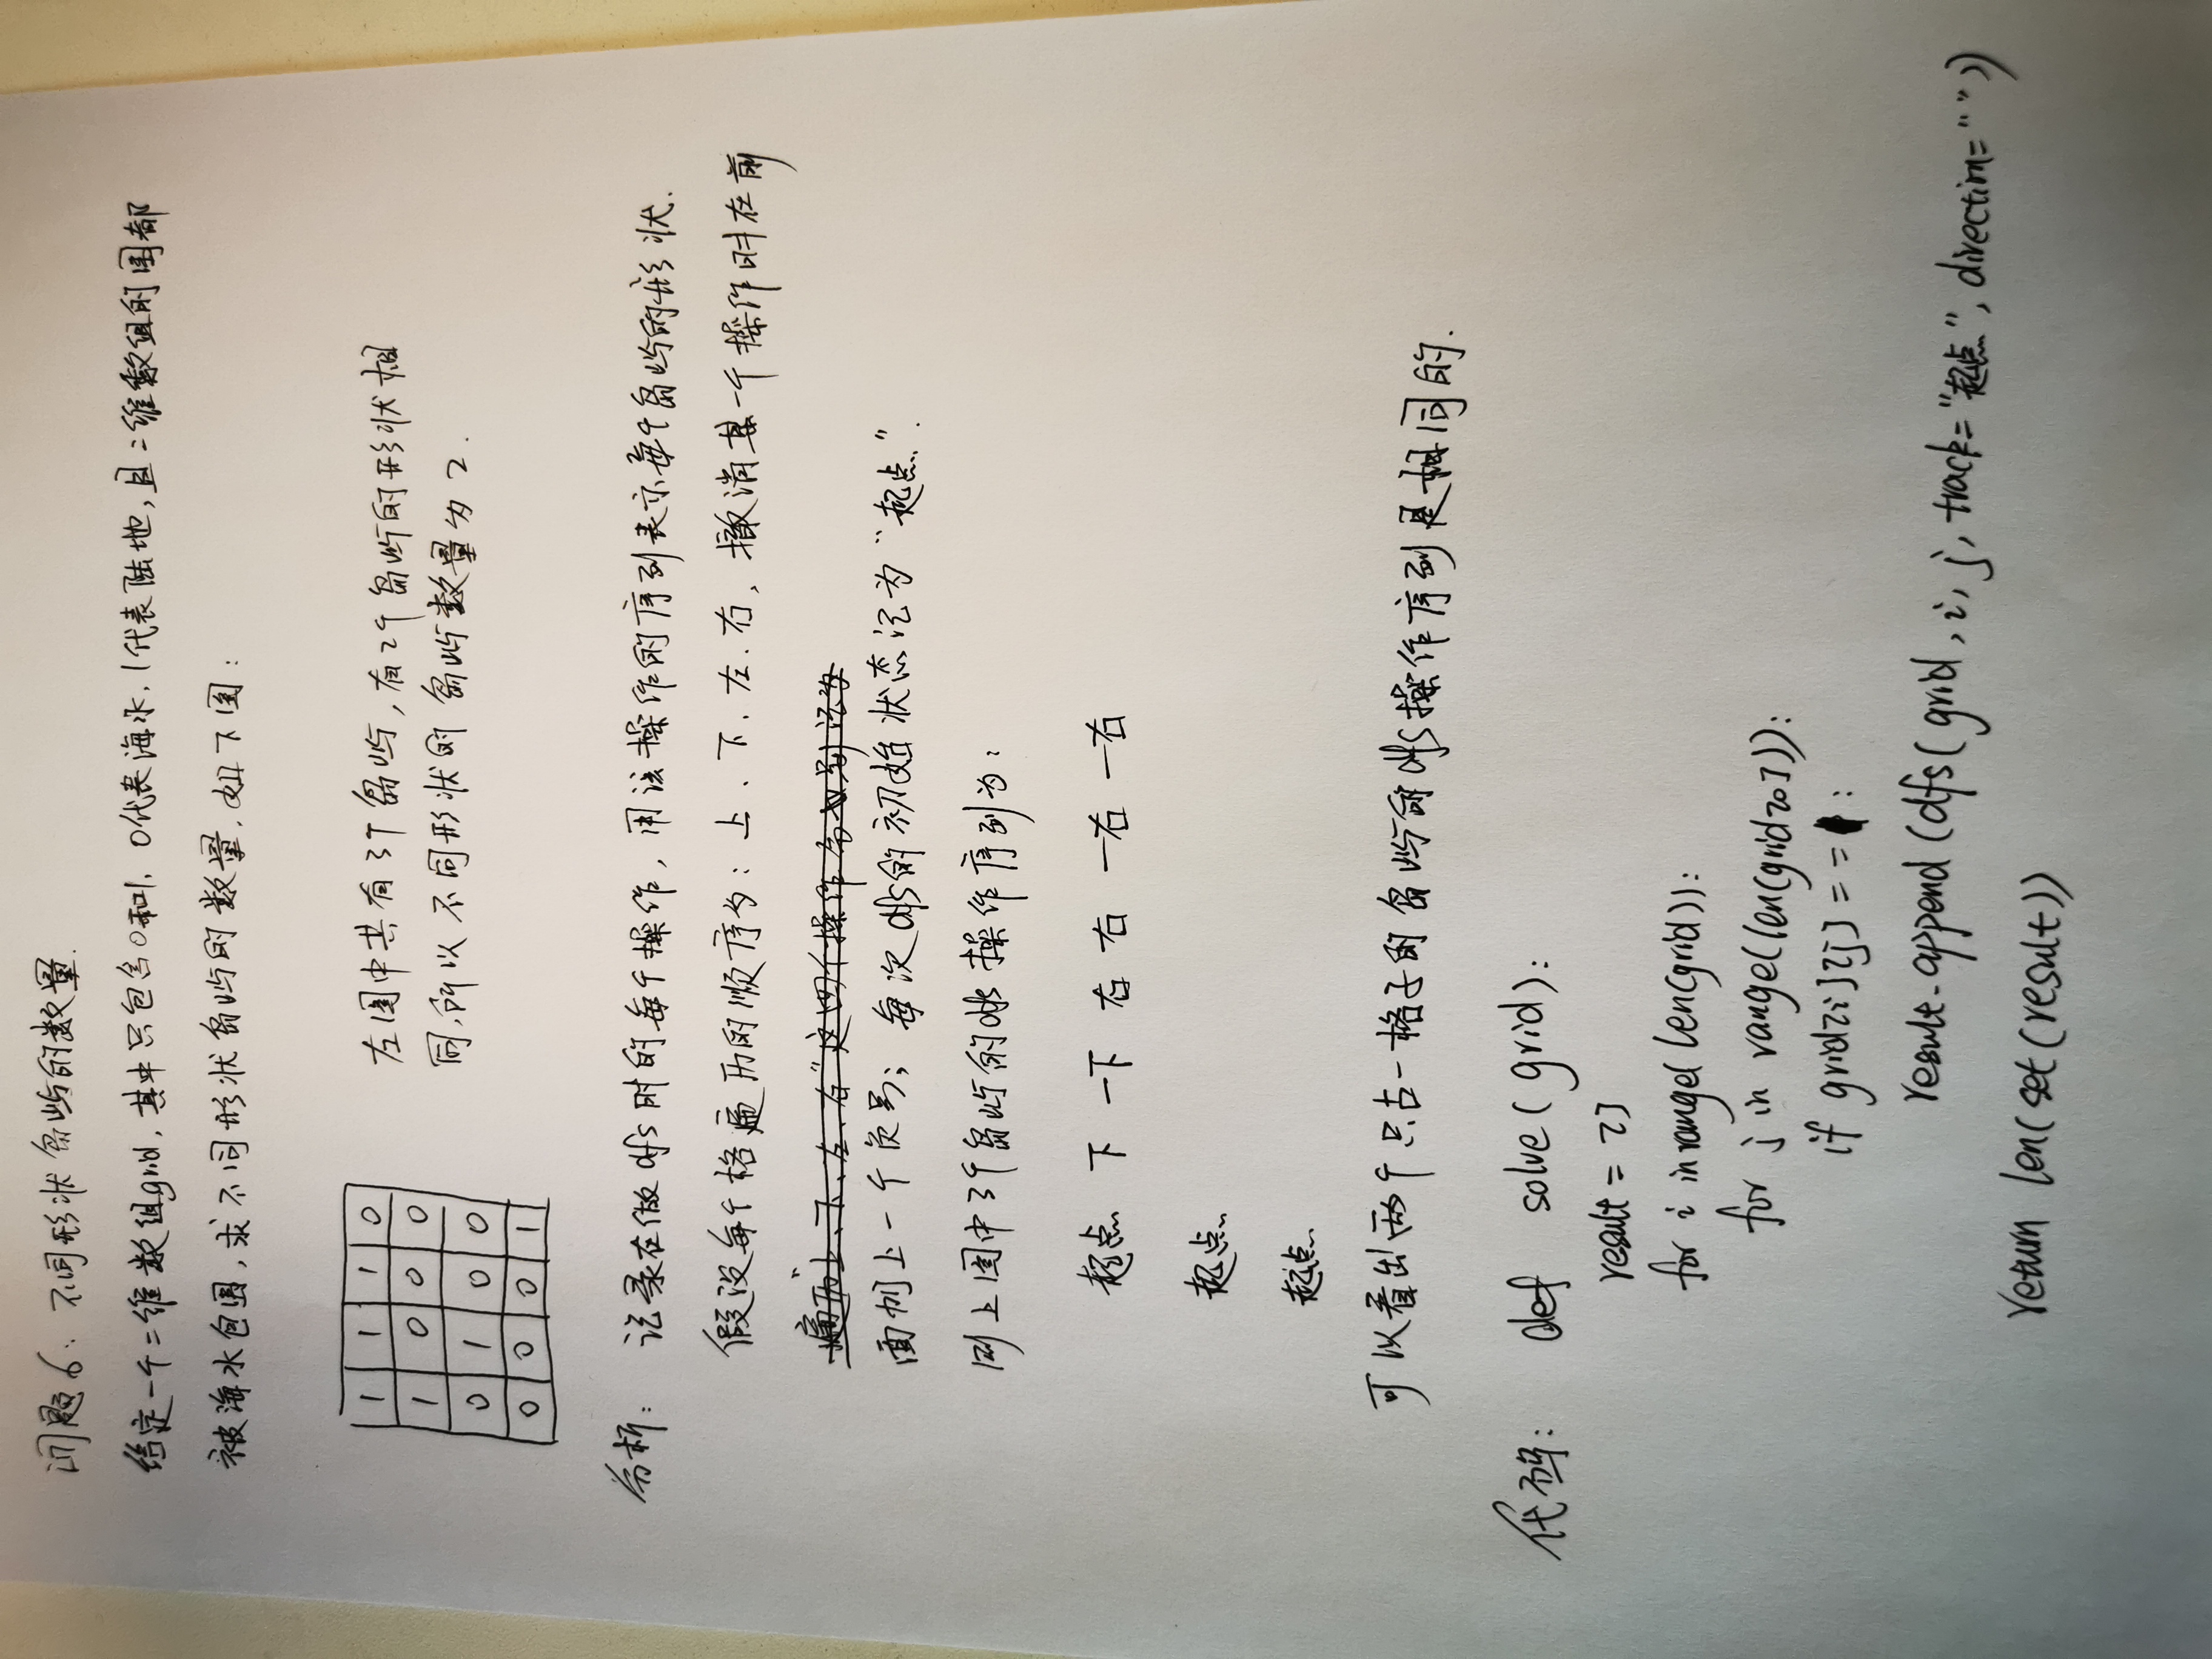 问题6: 不同形状岛屿的数量.
给定一个二维数组grid, 其中只包含0和1, 0代表海水, 1代表陆地, 且二维数组的周都
被海水包围, 求不同形状岛屿的数量. 如下图:
1 1 1 0
1 0 0 0
0 1 0 0
0 0 0 1
左图中共有3个岛屿, 有2个岛屿的形状相
同, 所以不同形状的岛屿数量为2.
分析: 记录在做dfs时的每个操作, 用该操作的序列表示每个岛屿的形状.
假设每个格遍历的顺序为: 上、下、左、右, 撤消某一个操作时在前
遍历“上、下、左、右”这四个操作分别记为
面加上一个负号; 每次dfs的初始状态记为“起点”.
则上图中3个岛屿的dfs操作序列为:
起点 下 -下 右 右 -右 -右
起点
起点
可以看出两个只占一格子的岛屿的dfs操作序列是相同的.
代码: def solve(grid):
result = []
for i in range(len(grid)):
for j in range(len(grid[0])):
if grid[i][j] == 1:
result.append(dfs(grid, i, j, track="起点", direction=""))
return len(set(result))